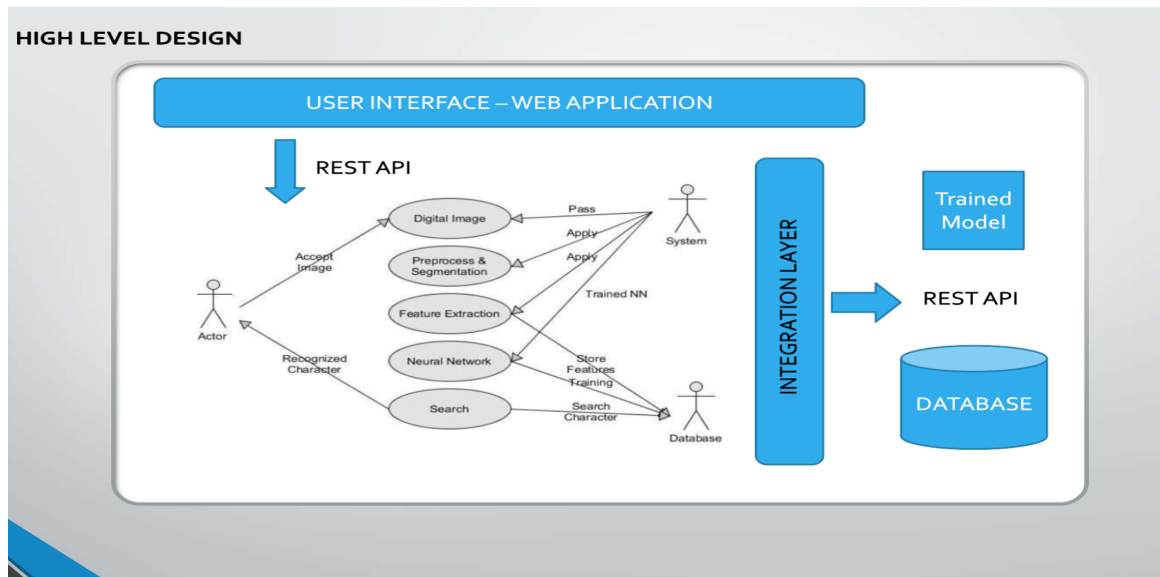 HIGH LEVEL DESIGN
USER INTERFACE – WEB APPLICATION
REST API
Digital Image
Pass
System
Apply
Preprocess &
Segmentation
Apply
Accept
Image
Trained NN
Feature Extraction
Actor
Neural Network
Recognized
Character
Store
Features
Training
Search
Search
Character
Database
INTEGRATION LAYER
Trained
Model
REST API
DATABASE